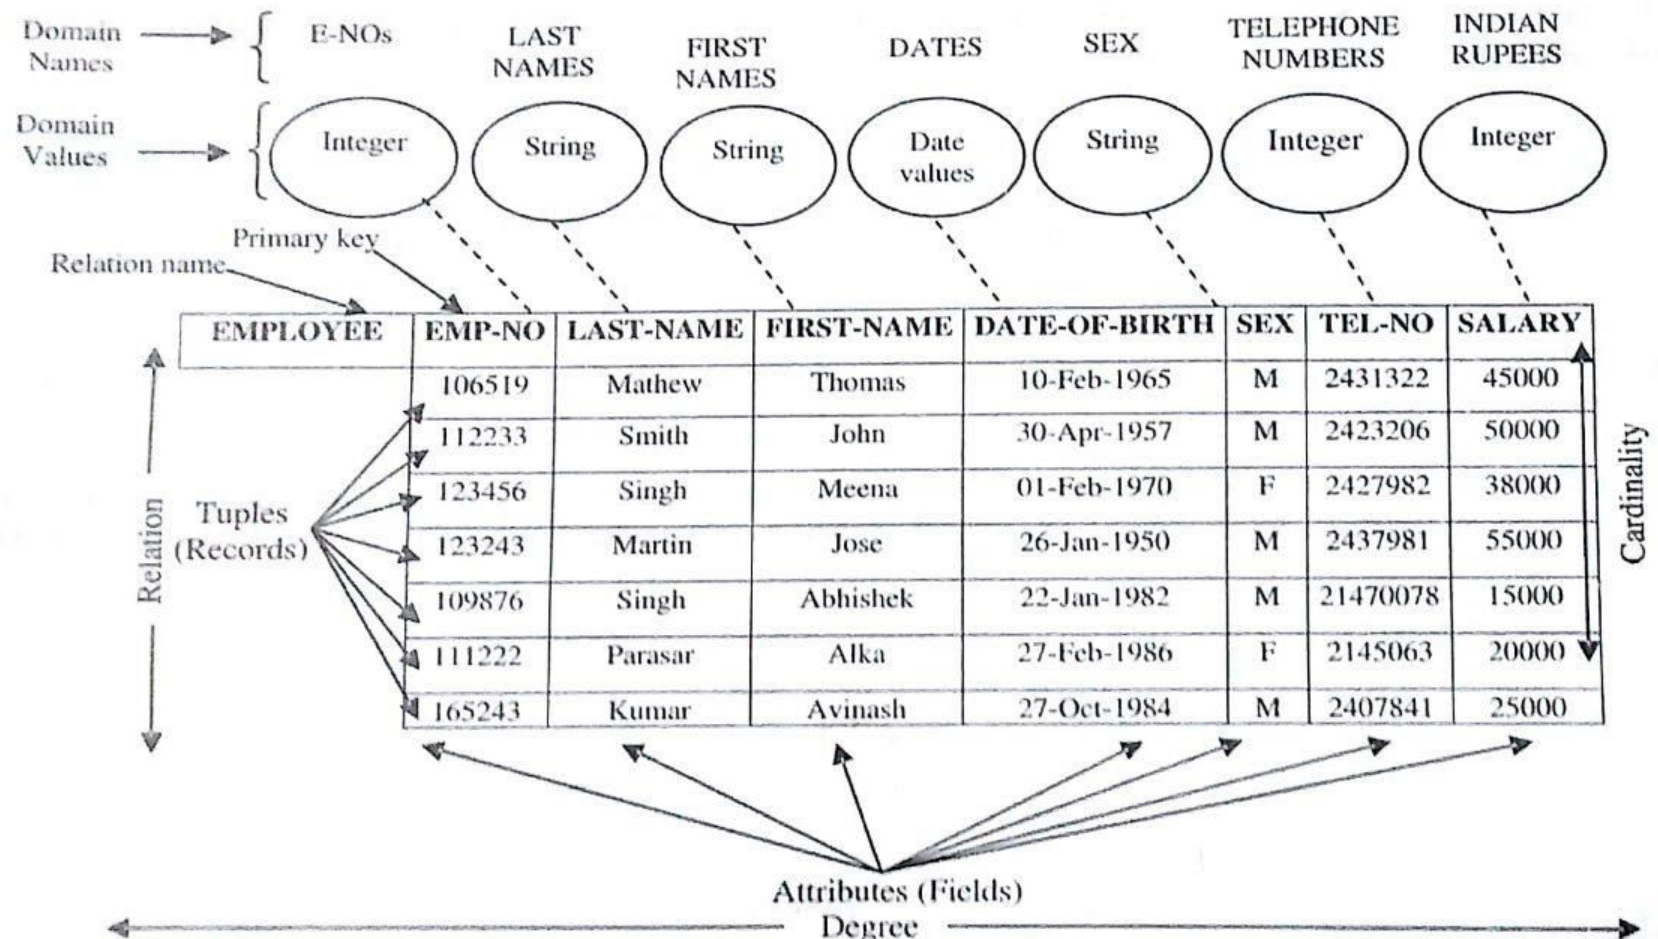 Domain Names
E-NOs
LAST NAMES
FIRST NAMES
DATES
SEX
TELEPHONE NUMBERS
INDIAN RUPEES
Domain Values
Integer
String
String
Date values
String
Integer
Integer
Primary key
Relation name
EMPLOYEE EMP-NO LAST-NAME FIRST-NAME DATE-OF-BIRTH SEX TEL-NO SALARY
106519 Mathew Thomas 10-Feb-1965 M 2431322 45000
112233 Smith John 30-Apr-1957 M 2423206 50000
123456 Singh Meena 01-Feb-1970 F 2427982 38000
123243 Martin Jose 26-Jan-1950 M 2437981 55000
109876 Singh Abhishek 22-Jan-1982 M 21470078 15000
111222 Parasar Alka 27-Feb-1986 F 2145063 20000
165243 Kumar Avinash 27-Oct-1984 M 2407841 25000
Relation
Tuples
(Records)
Cardinality
Attributes (Fields)
Degree